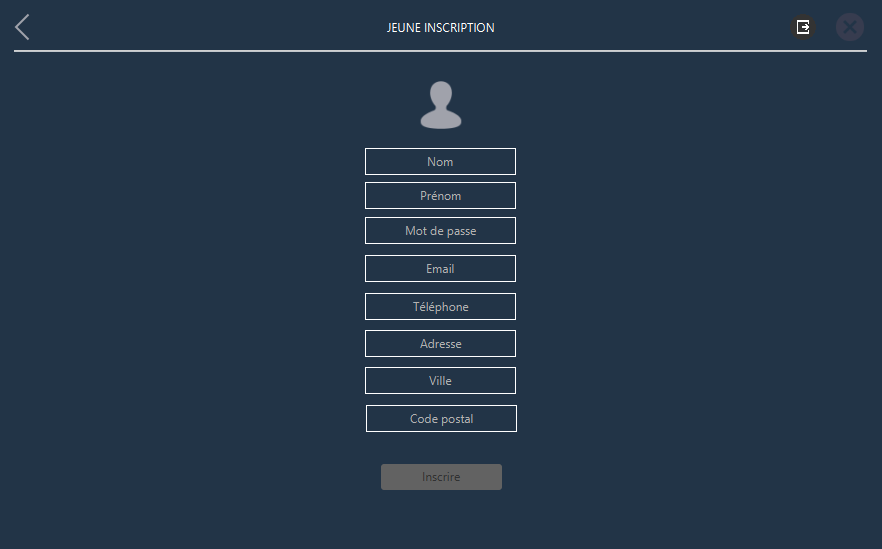 JEUNE INSCRIPTION
Nom
Prénom
Mot de passe
Email
Téléphone
Adresse
Ville
Code postal
Inscrire